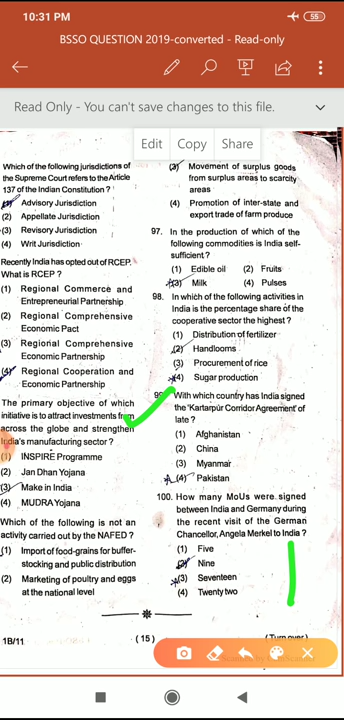 10:31 PM
55
BSSO QUESTION 2019-converted - Read-only
Read Only - You can't save changes to this file.
Edit Copy Share
Which of the following jurisdictions of
the Supreme Court refers to the Article
137 of the Indian Constitution ?
Advisory Jurisdiction
(2) Appellate Jurisdiction
(3) Revisory Jurisdiction
(4) Writ Jurisdiction
Recently India has opted out of RCEP.
What is RCEP ?
(1) Regional Commerce and
Entrepreneurial Partnership
(2) Regional Comprehensive
Economic Pact
(3) Regional Comprehensive
Economic Partnership
(4) Regional Cooperation and
Economic Partnership
The primary objective of which
initiative is to attract investments from
across the globe and strengthen
India's manufacturing sector ?
(1) INSPIRE Programme
(2) Jan Dhan Yojana
(3) Make in India
(4) MUDRA Yojana
Which of the following is not an
activity carried out by the NAFED ?
(1) Import of food-grains for buffer-
stocking and public distribution
(2) Marketing of poultry and eggs
at the national level
1B/11
(3) Movement of surplus goods
from surplus areas to scarcity
areas
(4) Promotion of inter-state and
export trade of farm produce
97. In the production of which of the
following commodities is India self-
sufficient ?
(1) Edible oil (2) Fruits
(3) Milk (4) Pulses
98. In which of the following activities in
India is the percentage share of the
cooperative sector the highest ?
(1) Distribution of fertilizer
(2) Handlooms
(3) Procurement of rice
(4) Sugar production
With which country has India signed
the 'Kartarpur Corridor Agreement' of
late ?
(1) Afghanistan
(2) China
(3) Myanmar
(4) Pakistan
100. How many MoUs were signed
between India and Germany during
the recent visit of the German
Chancellor, Angela Merkel to India ?
(1) Five
(2) Nine
(3) Seventeen
(4) Twenty two
(15)
(Turn over)